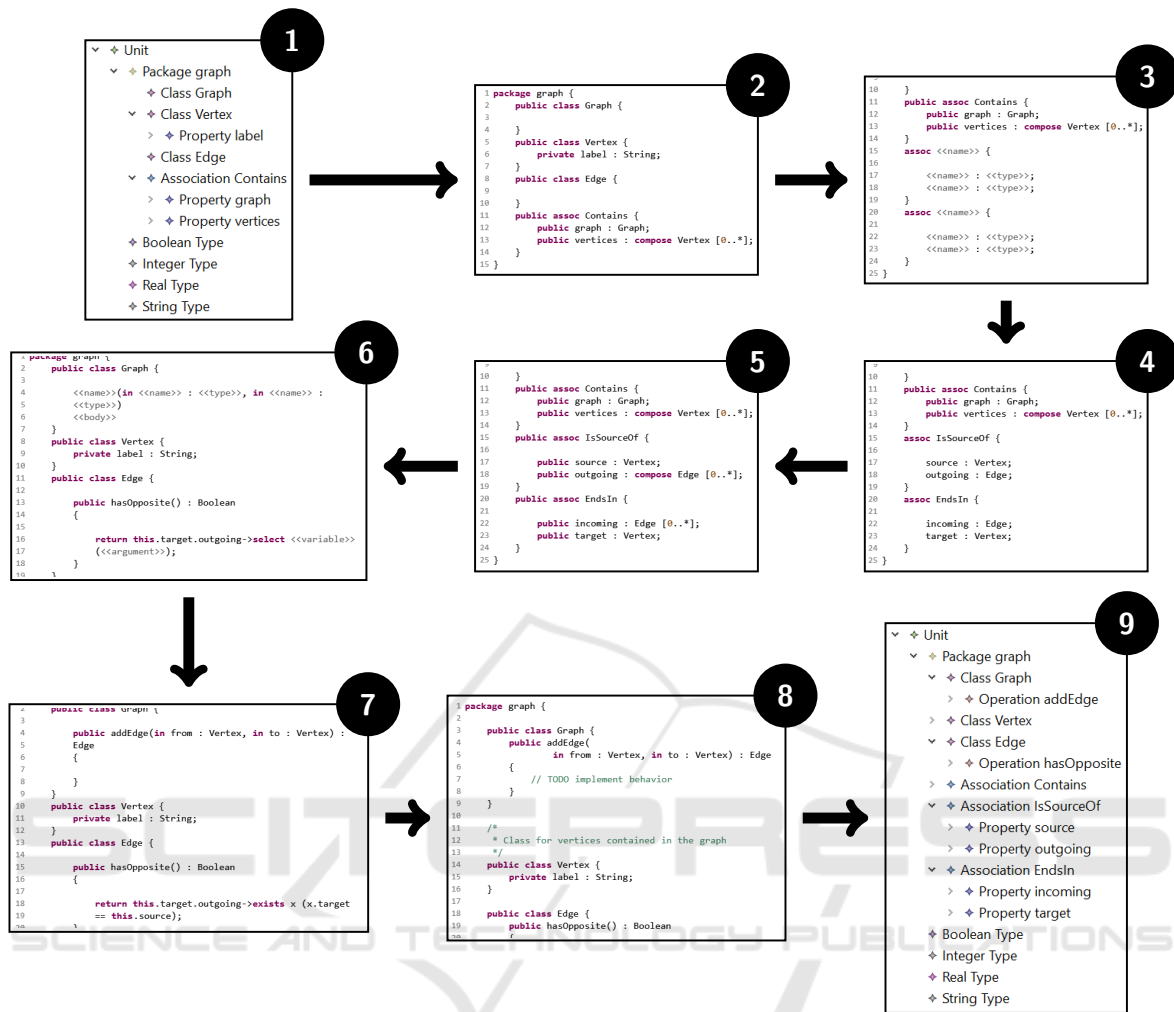 1
Unit
Package graph
Class Graph
Class Vertex
Property label
Class Edge
Association Contains
Property graph
Property vertices
Boolean Type
Integer Type
Real Type
String Type
2
1 package graph {
2 public class Graph {
3
4 }
5 public class Vertex {
6 private label : String;
7 }
8 public class Edge {
9
10 }
11 public assoc Contains {
12 public graph : Graph;
13 public vertices : compose Vertex [0..*];
14 }
15 }
3
10 }
11 public assoc Contains {
12 public graph : Graph;
13 public vertices : compose Vertex [0..*];
14 }
15 assoc <<name>> {
16
17 <<name>> : <<type>>;
18 <<name>> : <<type>>;
19 }
20 assoc <<name>> {
21
22 <<name>> : <<type>>;
23 <<name>> : <<type>>;
24 }
25 }
4
10 }
11 public assoc Contains {
12 public graph : Graph;
13 public vertices : compose Vertex [0..*];
14 }
15 assoc IsSourceOf {
16
17 source : Vertex;
18 outgoing : Edge;
19 }
20 assoc EndsIn {
21
22 incoming : Edge;
23 target : Vertex;
24 }
25 }
5
10 }
11 public assoc Contains {
12 public graph : Graph;
13 public vertices : compose Vertex [0..*];
14 }
15 public assoc IsSourceOf {
16
17 public source : Vertex;
18 public outgoing : compose Edge [0..*];
19 }
20 public assoc EndsIn {
21
22 public incoming : Edge [0..*];
23 public target : Vertex;
24 }
25 }
6
1 package graph {
2 public class Graph {
3
4 <<name>>(in <<name>> : <<type>>, in <<name>> :
5 <<type>>)
6 <<body>>
7 }
8 public class Vertex {
9 private label : String;
10 }
11 public class Edge {
12
13 public hasOpposite() : Boolean
14 {
15
16 return this.target.outgoing->select <<variable>>
17 (<<argument>>);
18 }
19 }
7
2 public class Graph {
3
4 public addEdge(in from : Vertex, in to : Vertex) :
5 Edge
6 {
7
8 }
9 }
10 public class Vertex {
11 private label : String;
12 }
13 public class Edge {
14
15 public hasOpposite() : Boolean
16 {
17
18 return this.target.outgoing->exists x (x.target
19 == this.source);
20 }
8
1 package graph {
2
3 public class Graph {
4 public addEdge(
5 in from : Vertex, in to : Vertex) : Edge
6 {
7 // TODO implement behavior
8 }
9 }
10
11 /*
12 * Class for vertices contained in the graph
13 */
14 public class Vertex {
15 private label : String;
16 }
17
18 public class Edge {
19 public hasOpposite() : Boolean
20 {
9
Unit
Package graph
Class Graph
Operation addEdge
Class Vertex
Class Edge
Operation hasOpposite
Association Contains
Association IsSourceOf
Property source
Property outgoing
Association EndsIn
Property incoming
Property target
Boolean Type
Integer Type
Real Type
String Type
SCITEPRESS
SCIENCE AND TECHNOLOGY PUBLICATIONS